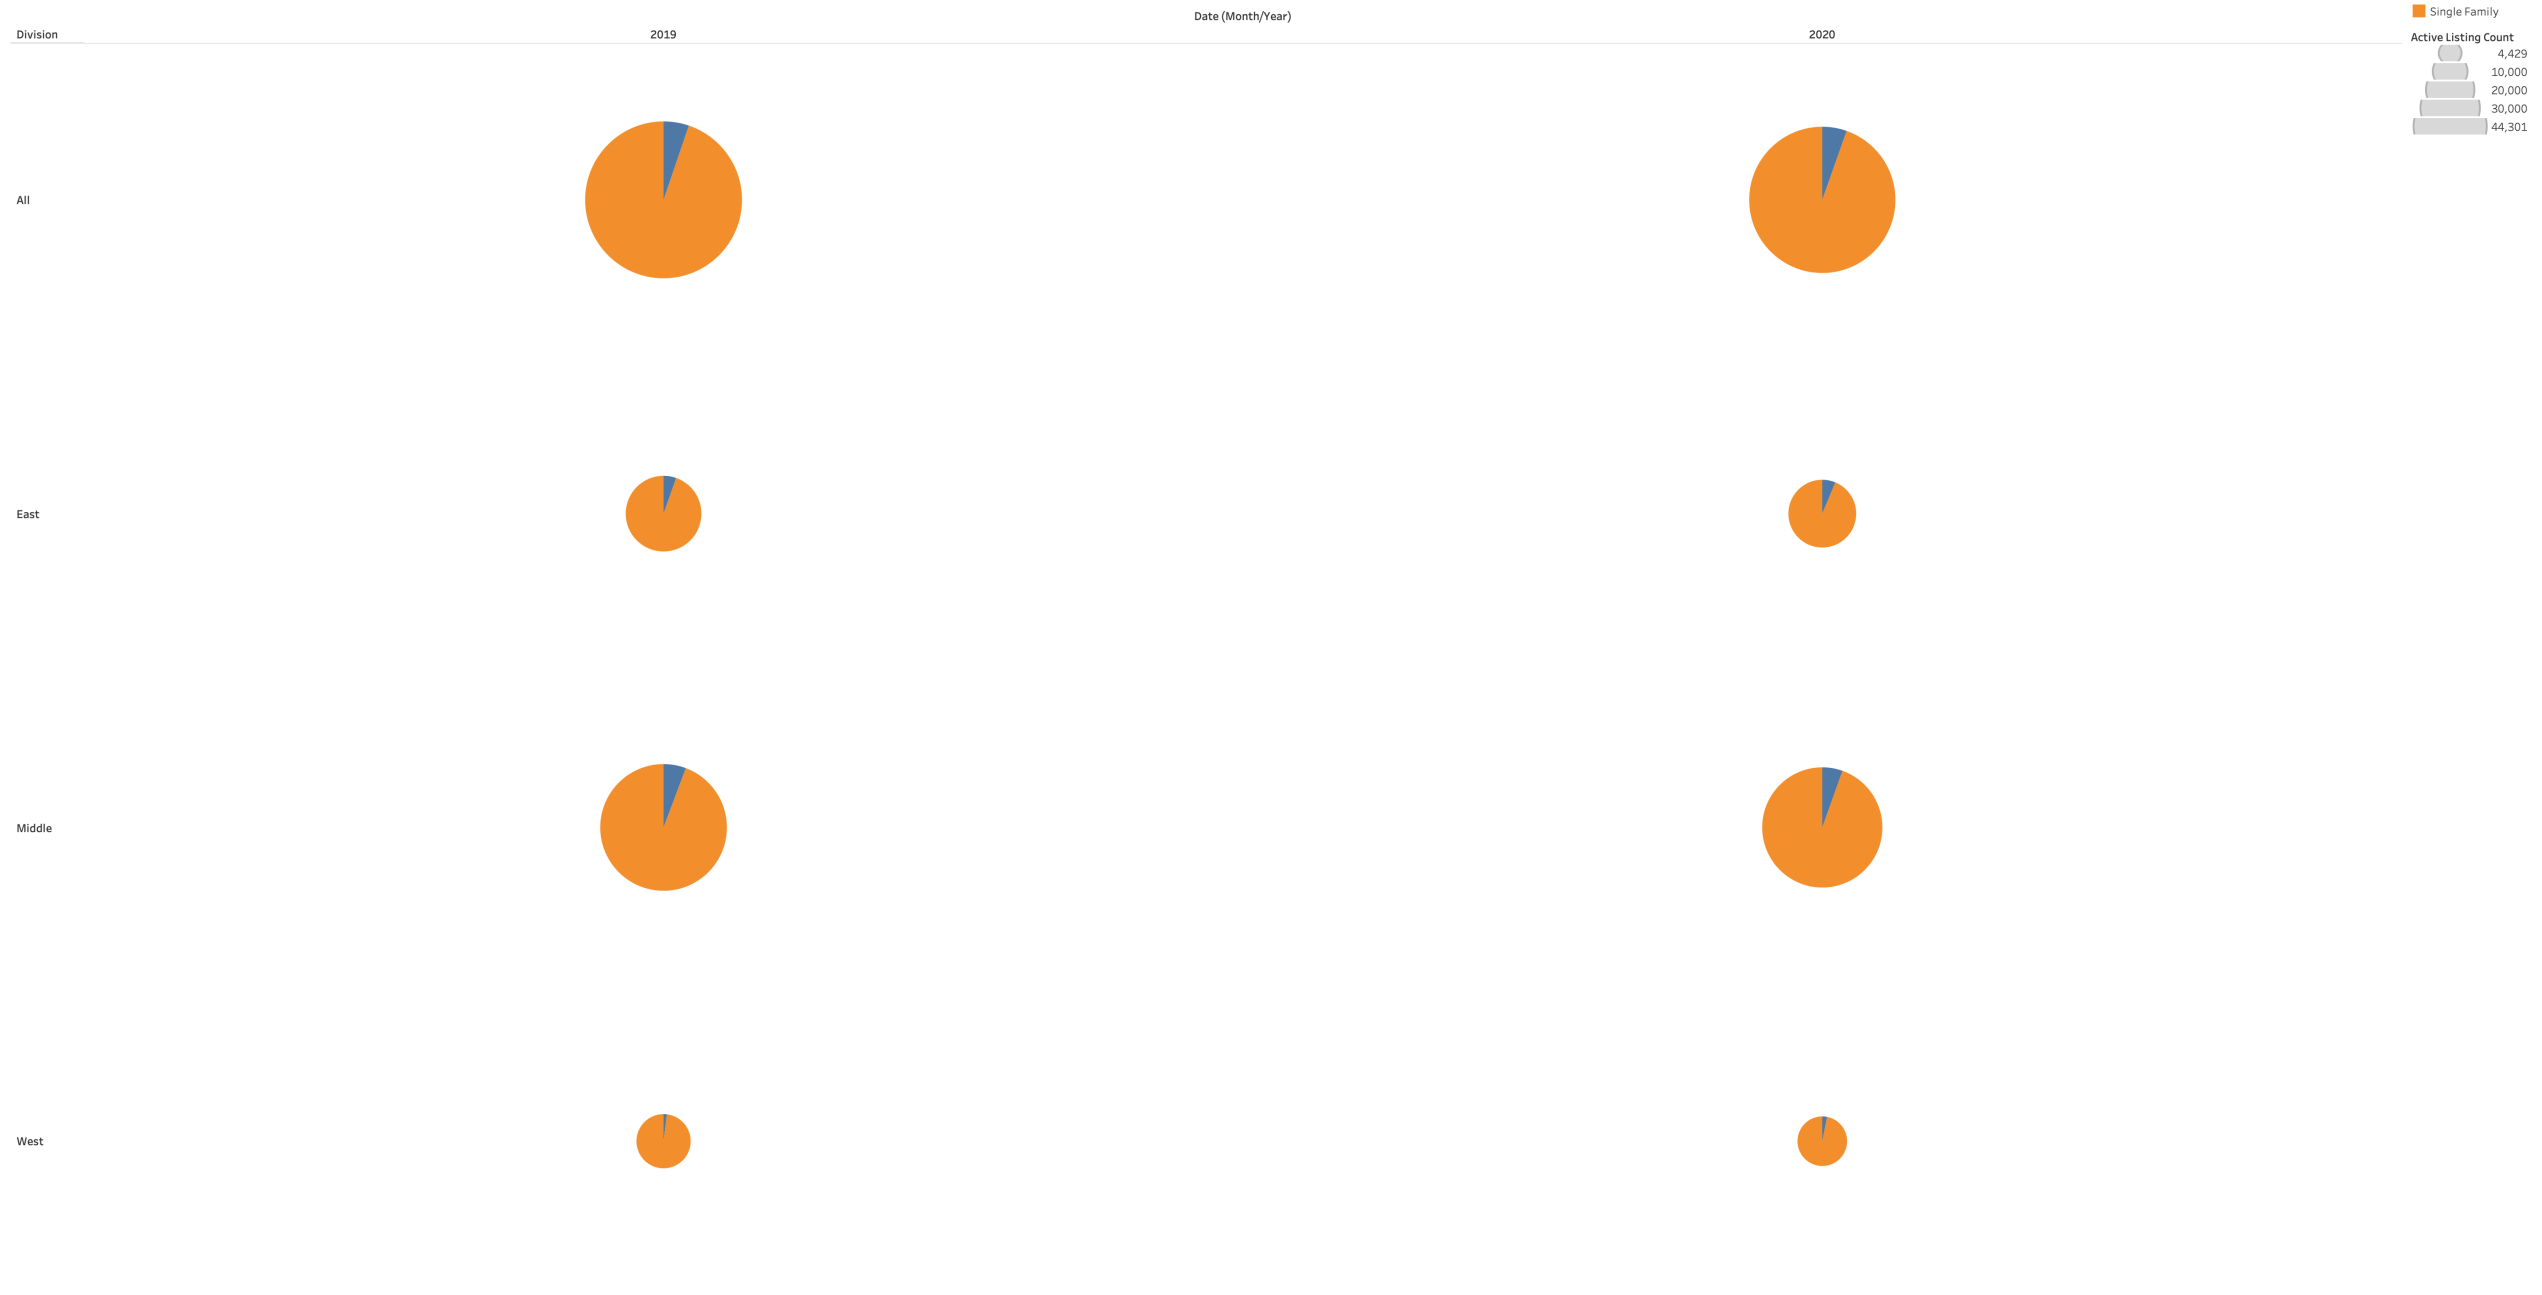 Date (Month/Year)
Division
2019
2020
All
East
Middle
West
Single Family
Active Listing Count
4,429
10,000
20,000
30,000
44,301